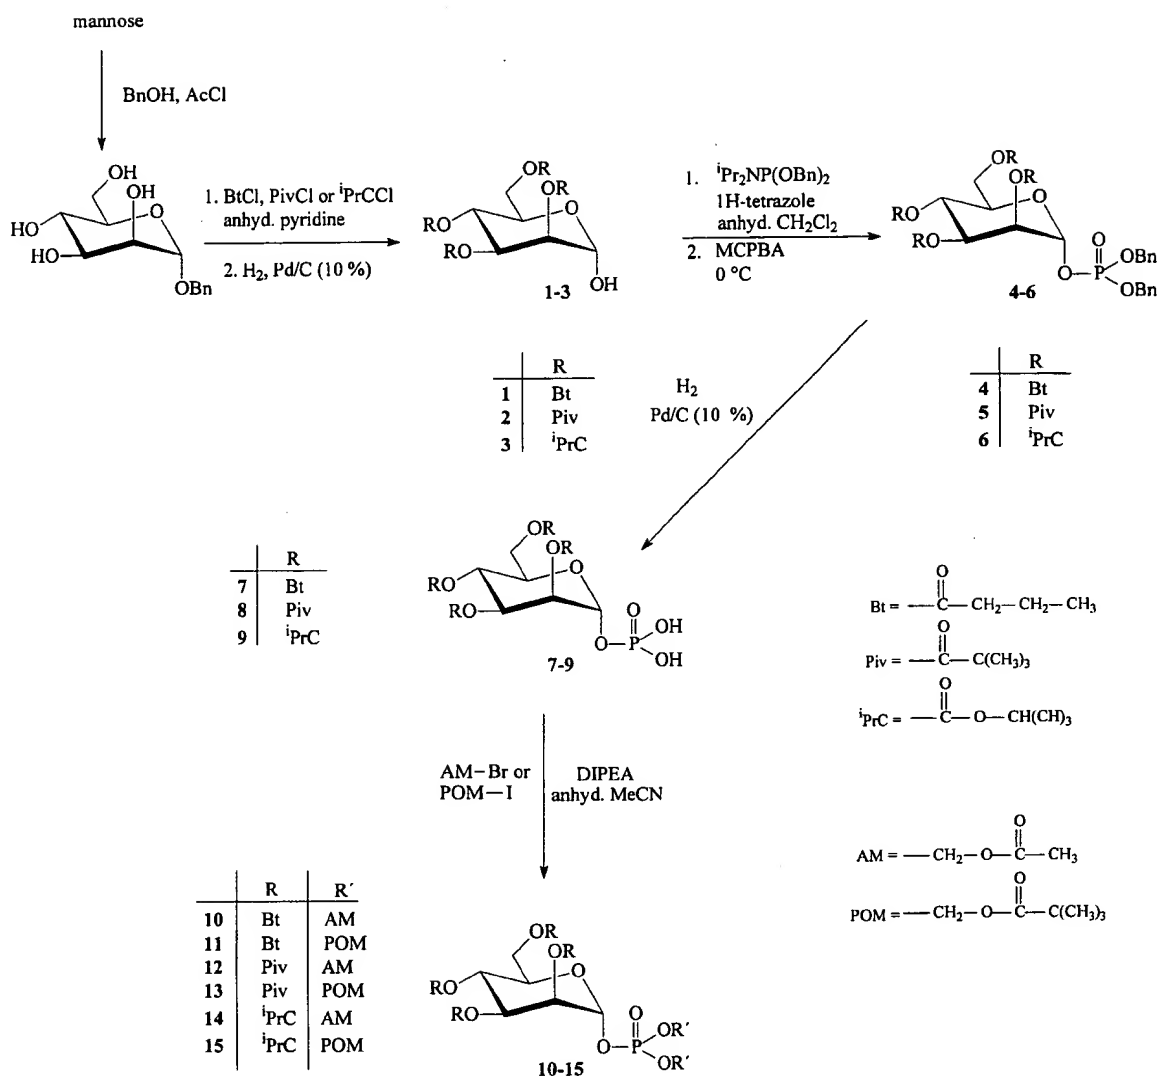 mannose
BnOH, AcCl
OH
OH
HO
HO
O
OBn
1. BtCl, PivCl or ⁱPrCCl
anhyd. pyridine
2. H₂, Pd/C (10 %)
OR
OR
RO
RO
O
OH
1-3
1. ⁱPr₂NP(OBn)₂
1H-tetrazole
anhyd. CH₂Cl₂
2. MCPBA
0 °C
OR
OR
RO
RO
O
O
O—P
OBn
OBn
4-6
R
1 Bt
2 Piv
3 ⁱPrC
H₂
Pd/C (10 %)
R
4 Bt
5 Piv
6 ⁱPrC
R
7 Bt
8 Piv
9 ⁱPrC
OR
OR
RO
RO
O
O
O—P
OH
OH
7-9
O
Bt = —C—CH₂—CH₂—CH₃
O
Piv = —C—C(CH₃)₃
O
ⁱPrC = —C—O—CH(CH)₃
AM—Br or
POM—I
DIPEA
anhyd. MeCN
O
AM = —CH₂—O—C—CH₃
O
POM = —CH₂—O—C—C(CH₃)₃
R R′
10 Bt AM
11 Bt POM
12 Piv AM
13 Piv POM
14 ⁱPrC AM
15 ⁱPrC POM
OR
OR
RO
RO
O
O
O—P
OR′
OR′
10-15